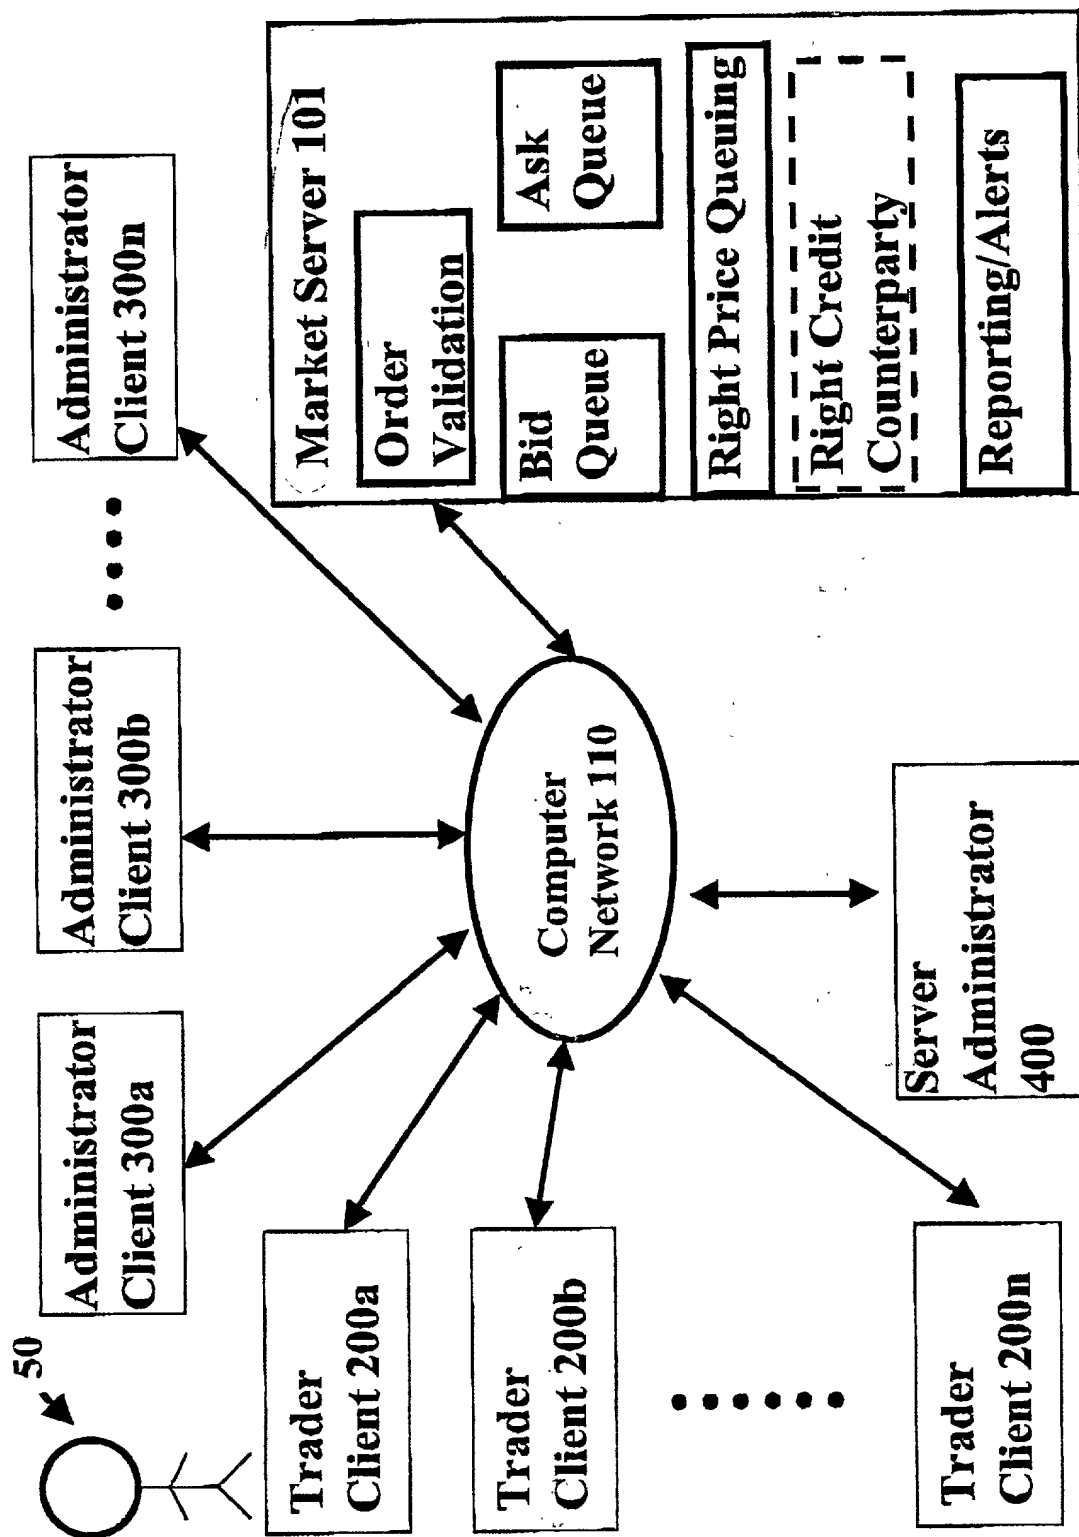 50
Administrator
Client 300a
Administrator
Client 300b
Administrator
Client 300n
Trader
Client 200a
Trader
Client 200b
Trader
Client 200n
Computer
Network 110
Server
Administrator
400
Market Server 101
Order
Validation
Bid
Queue
Ask
Queue
Right Price Queuing
Right Credit
Counterparty
Reporting/Alerts